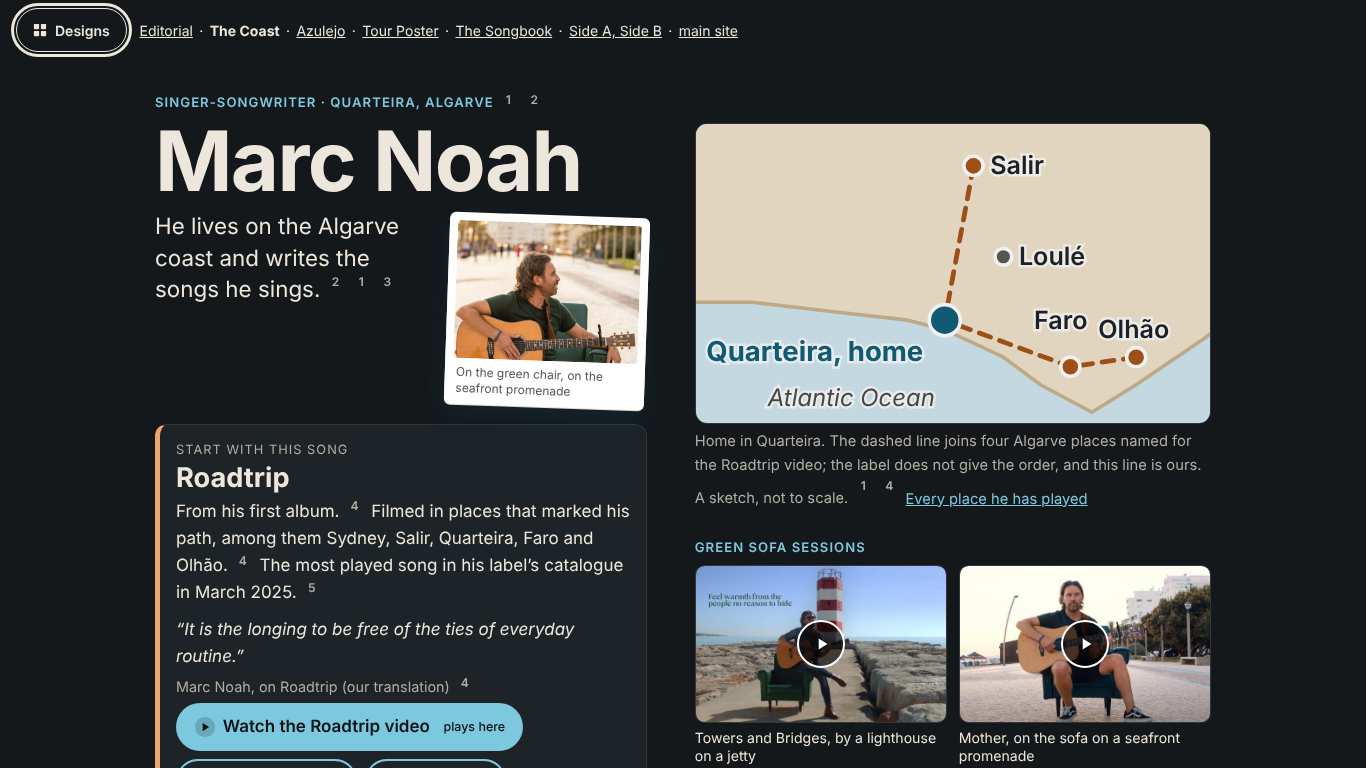 Designs
Editorial · The Coast · Azulejo · Tour Poster · The Songbook · Side A, Side B · main site
SINGER-SONGWRITER · QUARTEIRA, ALGARVE 1 2
Marc Noah
He lives on the Algarve
coast and writes the
songs he sings. 2 1 3
On the green chair, on the
seafront promenade
START WITH THIS SONG
Roadtrip
From his first album. 4 Filmed in places that marked his
path, among them Sydney, Salir, Quarteira, Faro and
Olhão. 4 The most played song in his label’s catalogue
in March 2025. 5
“It is the longing to be free of the ties of everyday
routine.”
Marc Noah, on Roadtrip (our translation) 4
Watch the Roadtrip video plays here
Salir
Loulé
Faro
Olhão
Quarteira, home
Atlantic Ocean
Home in Quarteira. The dashed line joins four Algarve places named for
the Roadtrip video; the label does not give the order, and this line is ours.
A sketch, not to scale. 1 4 Every place he has played
GREEN SOFA SESSIONS
Feel warmth from the
people no reason to hide
Towers and Bridges, by a lighthouse
on a jetty
Mother, on the sofa on a seafront
promenade